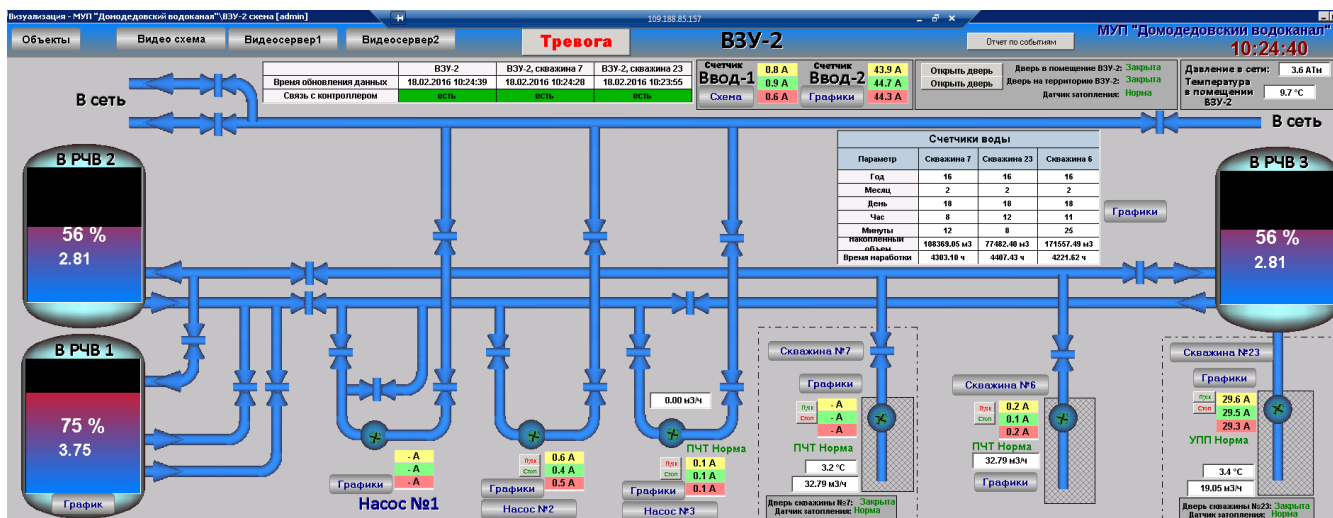 Визуализация - МУП "Домодедовский водоканал"\ВЗУ-2 схема [admin]
109.188.85.157
Объекты
Видео схема
Видеосервер1
Видеосервер2
Тревога
ВЗУ-2
Отчет по событиям
МУП "Домодедовский водоканал"
10:24:40
ВЗУ-2 ВЗУ-2, скважина 7 ВЗУ-2, скважина 23
Время обновления данных 18.02.2016 10:24:39 18.02.2016 10:24:28 18.02.2016 10:23:55
Связь с контроллером есть есть есть
Счетчик
Ввод-1
Схема
0.8 А
0.9 А
0.6 А
Счетчик
Ввод-2
Графики
43.9 А
44.7 А
44.3 А
Открыть дверь
Открыть дверь
Дверь в помещение ВЗУ-2: Закрыта
Дверь на территорию ВЗУ-2: Закрыта
Датчик затопления: Норма
Давление в сети: 3.6 АТн
Температура
в помещении
ВЗУ-2
9.7 °С
В сеть
В сеть
В РЧВ 2
56 %
2.81
Счетчики воды
Параметр Скважина 7 Скважина 23 Скважина 6
Год 16 16 16
Месяц 2 2 2
День 18 18 18
Час 8 12 11
Минуты 12 8 25
Накопленный объем 108369.05 м3 77482.40 м3 171557.49 м3
Время наработки 4303.10 ч 4407.43 ч 4221.62 ч
Графики
В РЧВ 3
56 %
2.81
В РЧВ 1
75 %
3.75
График
- А
- А
- А
Графики
Насос №1
Пуск
Стоп
0.6 А
0.4 А
0.5 А
Графики
Насос №2
0.00 м3/ч
ПЧТ Норма
Пуск
Стоп
0.1 А
0.1 А
0.1 А
Графики
Насос №3
Скважина №7
Графики
Пуск
Стоп
- А
- А
- А
ПЧТ Норма
3.2 °С
32.79 м3/ч
Дверь скважины №7: Закрыта
Датчик затопления: Норма
Скважина №6
Пуск
Стоп
0.2 А
0.1 А
0.2 А
ПЧТ Норма
32.79 м3/ч
Графики
Скважина №23
Графики
Пуск
Стоп
29.6 А
29.5 А
29.3 А
УПП Норма
3.4 °С
19.05 м3/ч
Дверь скважины №23: Закрыта
Датчик затопления: Норма